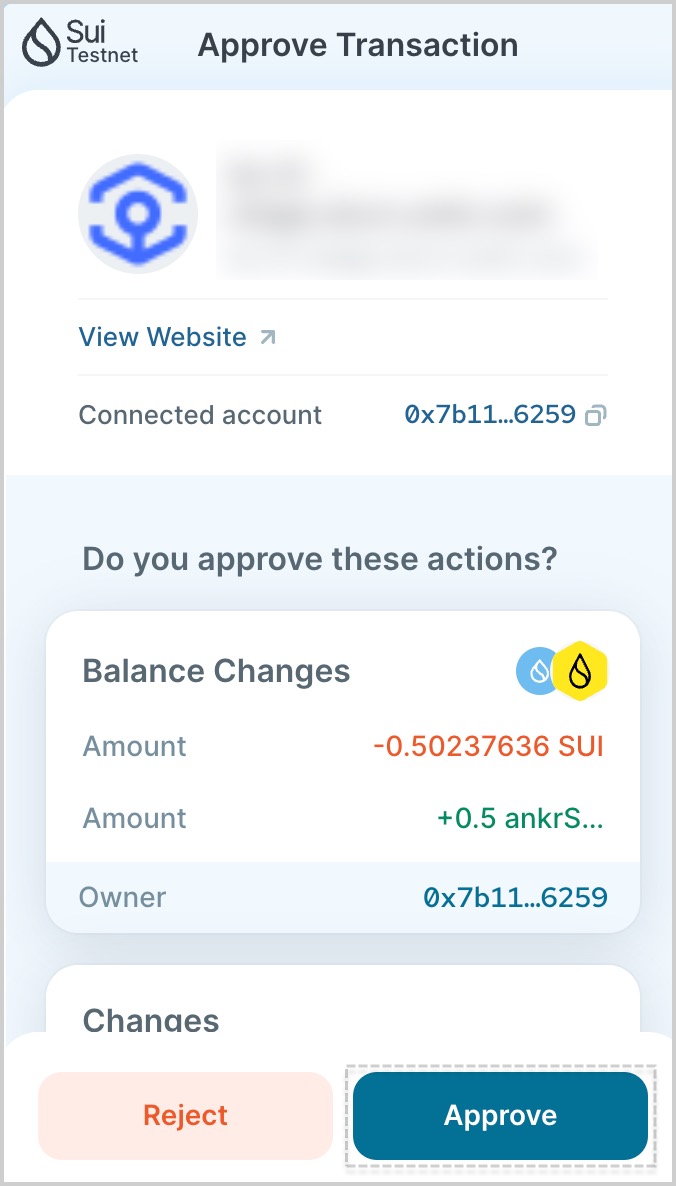 Sui
Testnet
Approve Transaction
View Website
Connected account 0x7b11...6259
Do you approve these actions?
Balance Changes
Amount -0.50237636 SUI
Amount +0.5 ankrS...
Owner 0x7b11...6259
Changes
Reject Approve